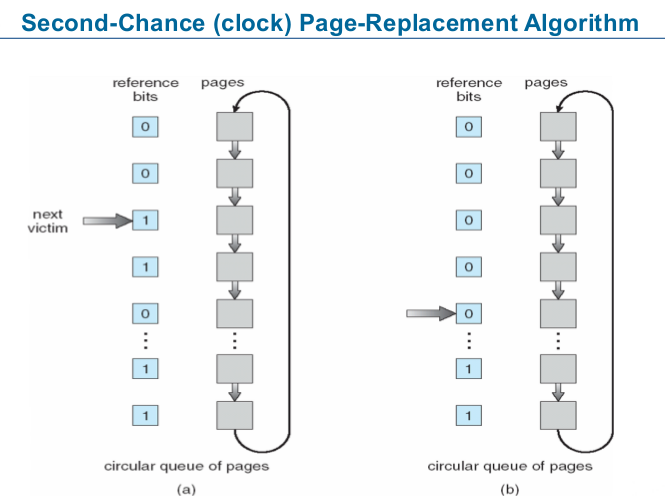 Second-Chance (clock) Page-Replacement Algorithm
reference
bits
pages
0
0
next
victim
1
1
0
1
1
circular queue of pages
(a)
reference
bits
pages
0
0
0
0
0
1
1
circular queue of pages
(b)